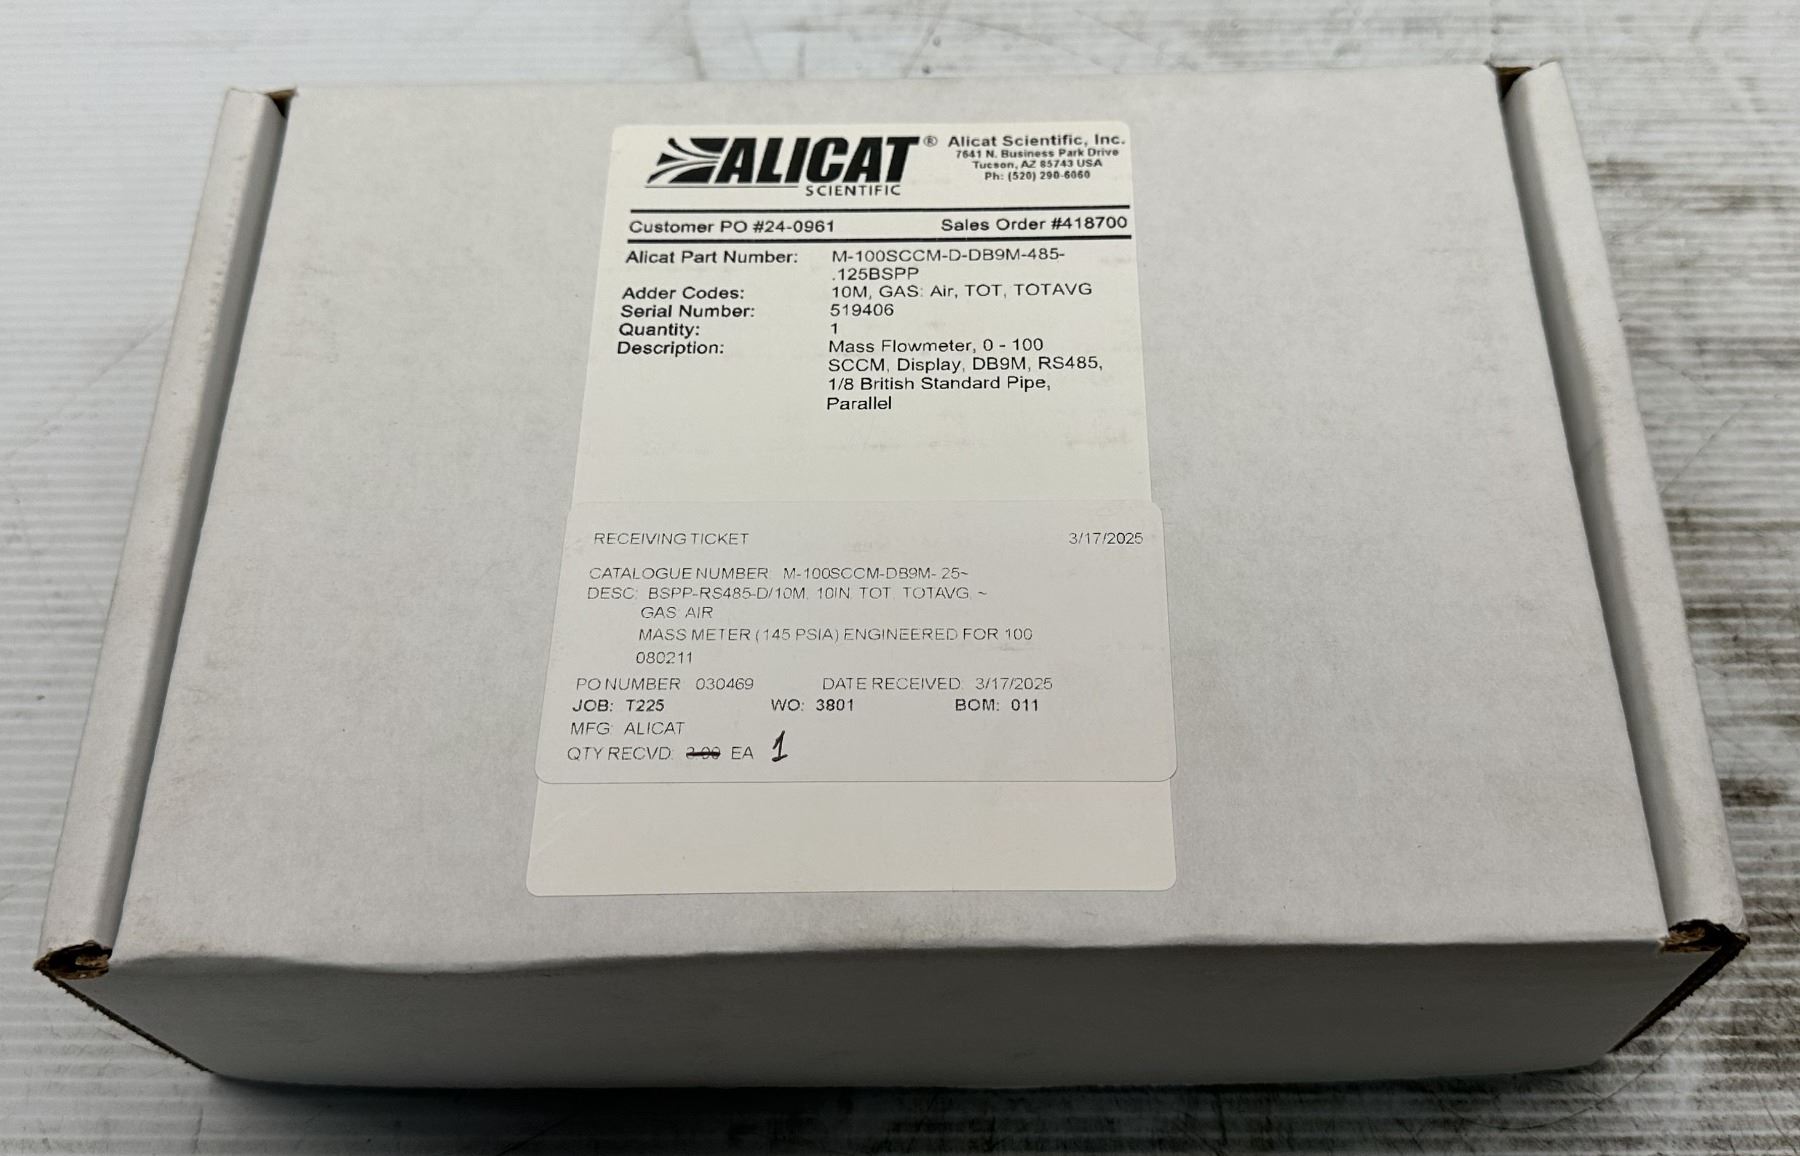 ALICAT®
SCIENTIFIC
Alicat Scientific, Inc.
7641 N. Business Park Drive
Tucson, AZ 85743 USA
Ph: (520) 290-6060
Customer PO #24-0961 Sales Order #418700
Alicat Part Number: M-100SCCM-D-DB9M-485-
.125BSPP
Adder Codes: 10M, GAS: Air, TOT, TOTAVG
Serial Number: 519406
Quantity: 1
Description: Mass Flowmeter, 0 - 100
SCCM, Display, DB9M, RS485,
1/8 British Standard Pipe,
Parallel
RECEIVING TICKET 3/17/2025
CATALOGUE NUMBER: M-100SCCM-DB9M-.25~
DESC: BSPP-RS485-D/10M, 10IN, TOT, TOTAVG, ~
GAS: AIR
MASS METER (145 PSIA) ENGINEERED FOR 100
080211
PO NUMBER: 030469 DATE RECEIVED: 3/17/2025
JOB: T225 WO: 3801 BOM: 011
MFG: ALICAT
QTY RECVD: EA 1